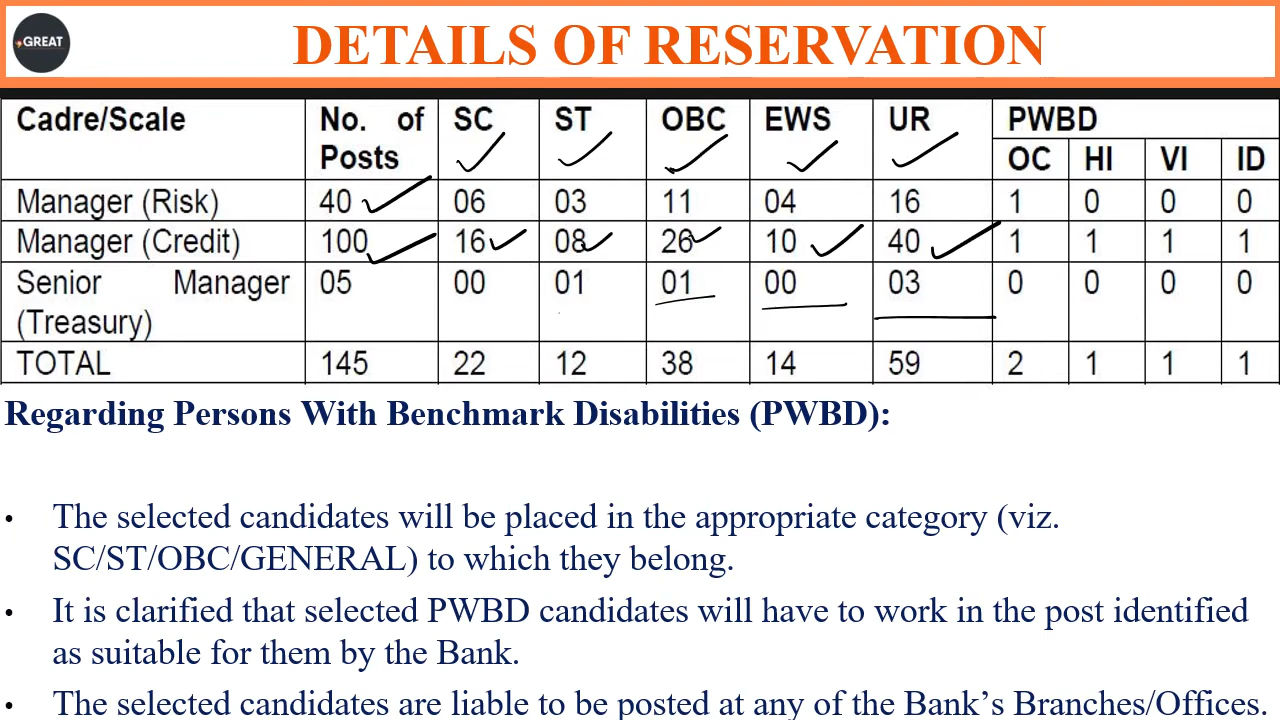 GREAT
DETAILS OF RESERVATION
Cadre/Scale No. of Posts SC ST OBC EWS UR PWBD
OC HI VI ID
Manager (Risk) 40 06 03 11 04 16 1 0 0 0
Manager (Credit) 100 16 08 26 10 40 1 1 1 1
Senior Manager (Treasury) 05 00 01 01 00 03 0 0 0 0
TOTAL 145 22 12 38 14 59 2 1 1 1
Regarding Persons With Benchmark Disabilities (PWBD):
• The selected candidates will be placed in the appropriate category (viz.
SC/ST/OBC/GENERAL) to which they belong.
• It is clarified that selected PWBD candidates will have to work in the post identified
as suitable for them by the Bank.
• The selected candidates are liable to be posted at any of the Bank’s Branches/Offices.